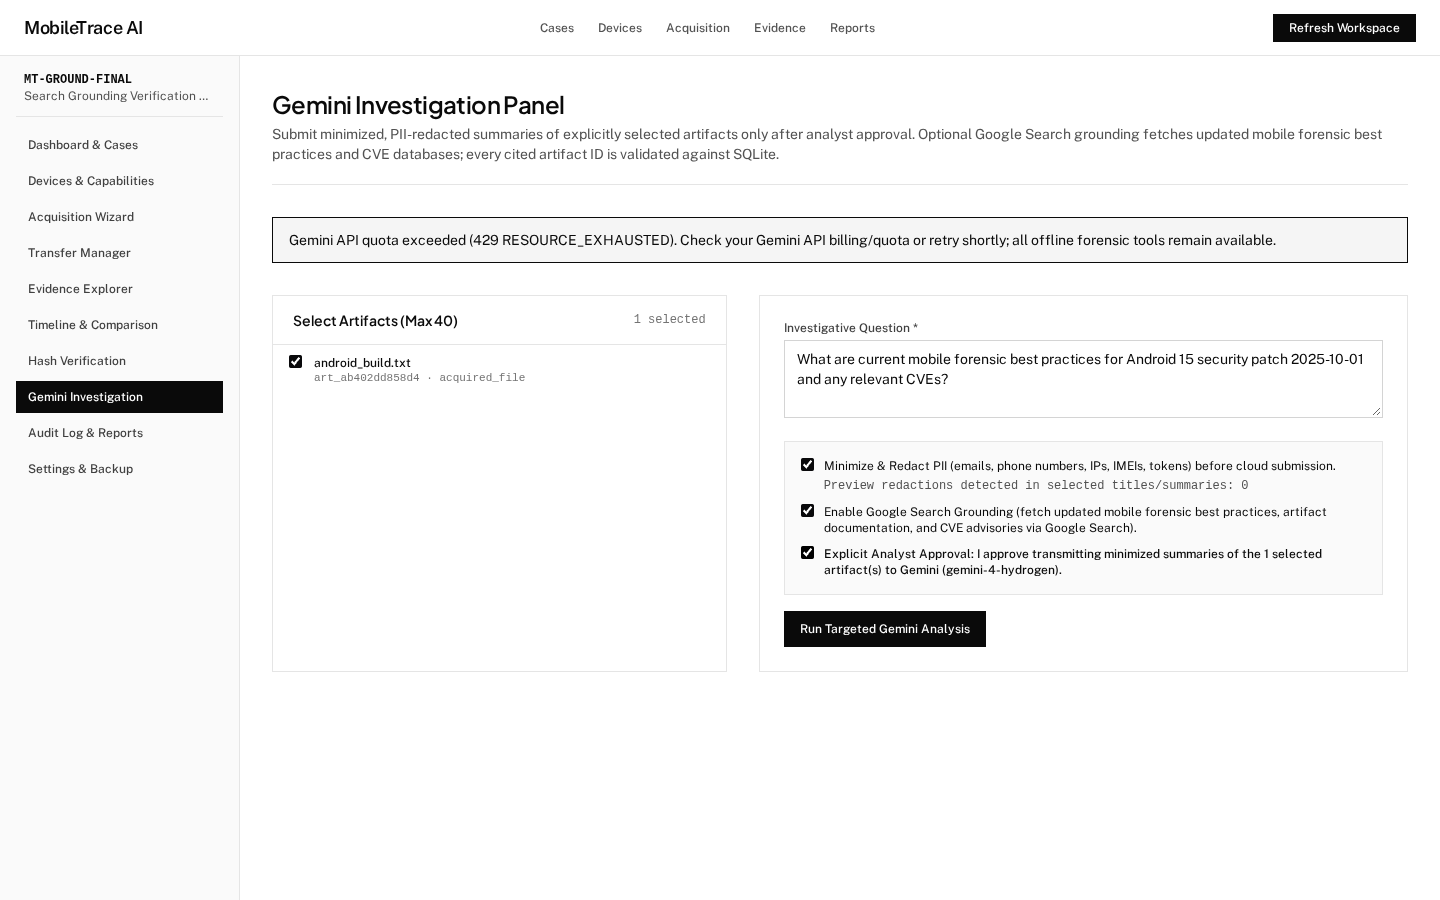 MobileTrace AI
Cases
Devices
Acquisition
Evidence
Reports
Refresh Workspace
MT-GROUND-FINAL
Search Grounding Verification ...
Dashboard & Cases
Devices & Capabilities
Acquisition Wizard
Transfer Manager
Evidence Explorer
Timeline & Comparison
Hash Verification
Gemini Investigation
Audit Log & Reports
Settings & Backup
Gemini Investigation Panel
Submit minimized, PII-redacted summaries of explicitly selected artifacts only after analyst approval. Optional Google Search grounding fetches updated mobile forensic best
practices and CVE databases; every cited artifact ID is validated against SQLite.
Gemini API quota exceeded (429 RESOURCE_EXHAUSTED). Check your Gemini API billing/quota or retry shortly; all offline forensic tools remain available.
Select Artifacts (Max 40)
1 selected
android_build.txt
art_ab402dd858d4 · acquired_file
Investigative Question *
What are current mobile forensic best practices for Android 15 security patch 2025-10-01
and any relevant CVEs?
Minimize & Redact PII (emails, phone numbers, IPs, IMEIs, tokens) before cloud submission.
Preview redactions detected in selected titles/summaries: 0
Enable Google Search Grounding (fetch updated mobile forensic best practices, artifact
documentation, and CVE advisories via Google Search).
Explicit Analyst Approval: I approve transmitting minimized summaries of the 1 selected
artifact(s) to Gemini (gemini-4-hydrogen).
Run Targeted Gemini Analysis